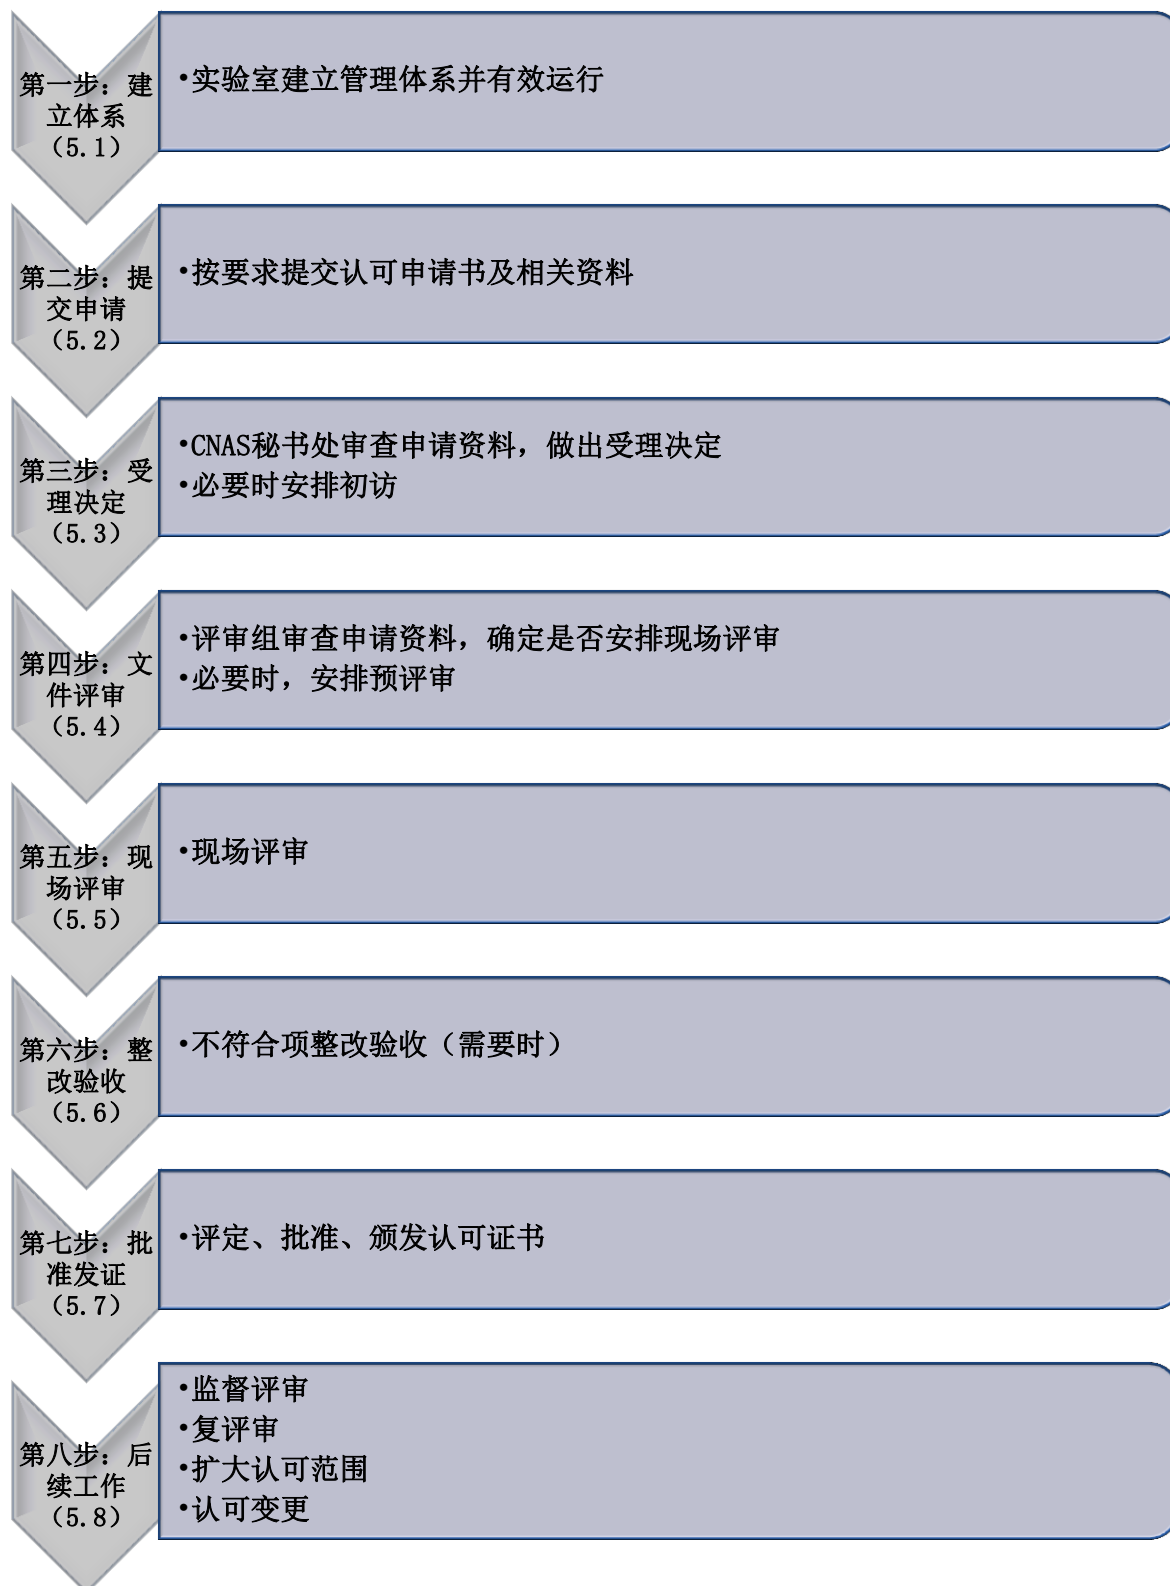 第一步：建
立体系
（5.1）
•实验室建立管理体系并有效运行
第二步：提
交申请
（5.2）
•按要求提交认可申请书及相关资料
第三步：受
理决定
（5.3）
•CNAS秘书处审查申请资料，做出受理决定
•必要时安排初访
第四步：文
件评审
（5.4）
•评审组审查申请资料，确定是否安排现场评审
•必要时，安排预评审
第五步：现
场评审
（5.5）
•现场评审
第六步：整
改验收
（5.6）
•不符合项整改验收（需要时）
第七步：批
准发证
（5.7）
•评定、批准、颁发认可证书
第八步：后
续工作
（5.8）
•监督评审
•复评审
•扩大认可范围
•认可变更